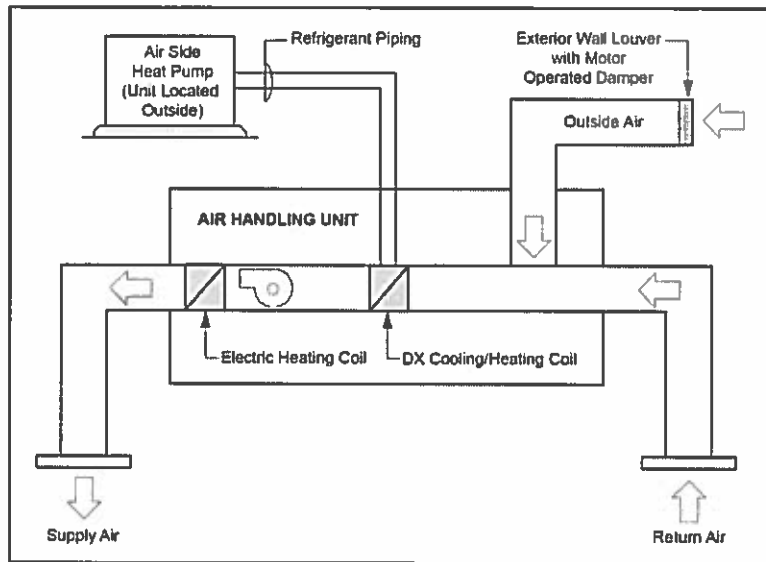 Air Side
Heat Pump
(Unit Located
Outside)
Refrigerant Piping
Exterior Wall Louver
with Motor
Operated Damper
Outside Air
AIR HANDLING UNIT
Electric Heating Coil
DX Cooling/Heating Coil
Supply Air
Return Air